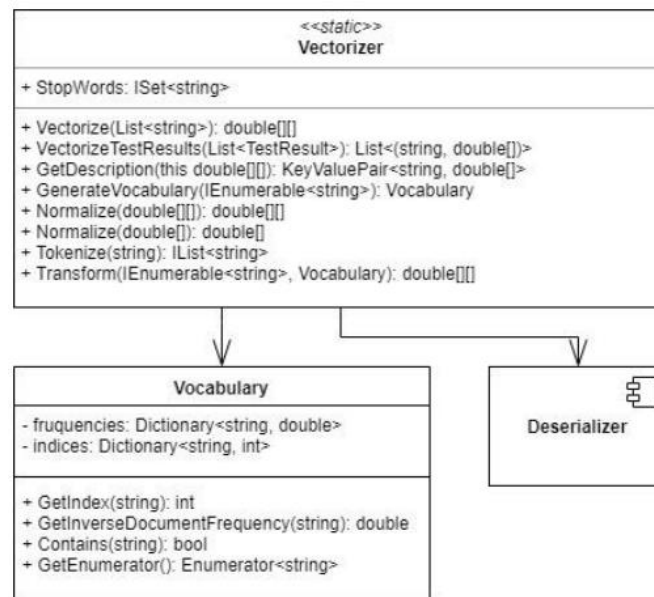 <<static>>
Vectorizer
+ StopWords: ISet<string>
+ Vectorize(List<string>): double[][]
+ VectorizeTestResults(List<TestResult>): List<(string, double[])>
+ GetDescription(this double[][]): KeyValuePair<string, double[]>
+ GenerateVocabulary(IEnumerable<string>): Vocabulary
+ Normalize(double[][]): double[][]
+ Normalize(double[]): double[]
+ Tokenize(string): IList<string>
+ Transform(IEnumerable<string>, Vocabulary): double[][]
Vocabulary
- fruquencies: Dictionary<string, double>
- indices: Dictionary<string, int>
+ GetIndex(string): int
+ GetInverseDocumentFrequency(string): double
+ Contains(string): bool
+ GetEnumerator(): Enumerator<string>
Deserializer